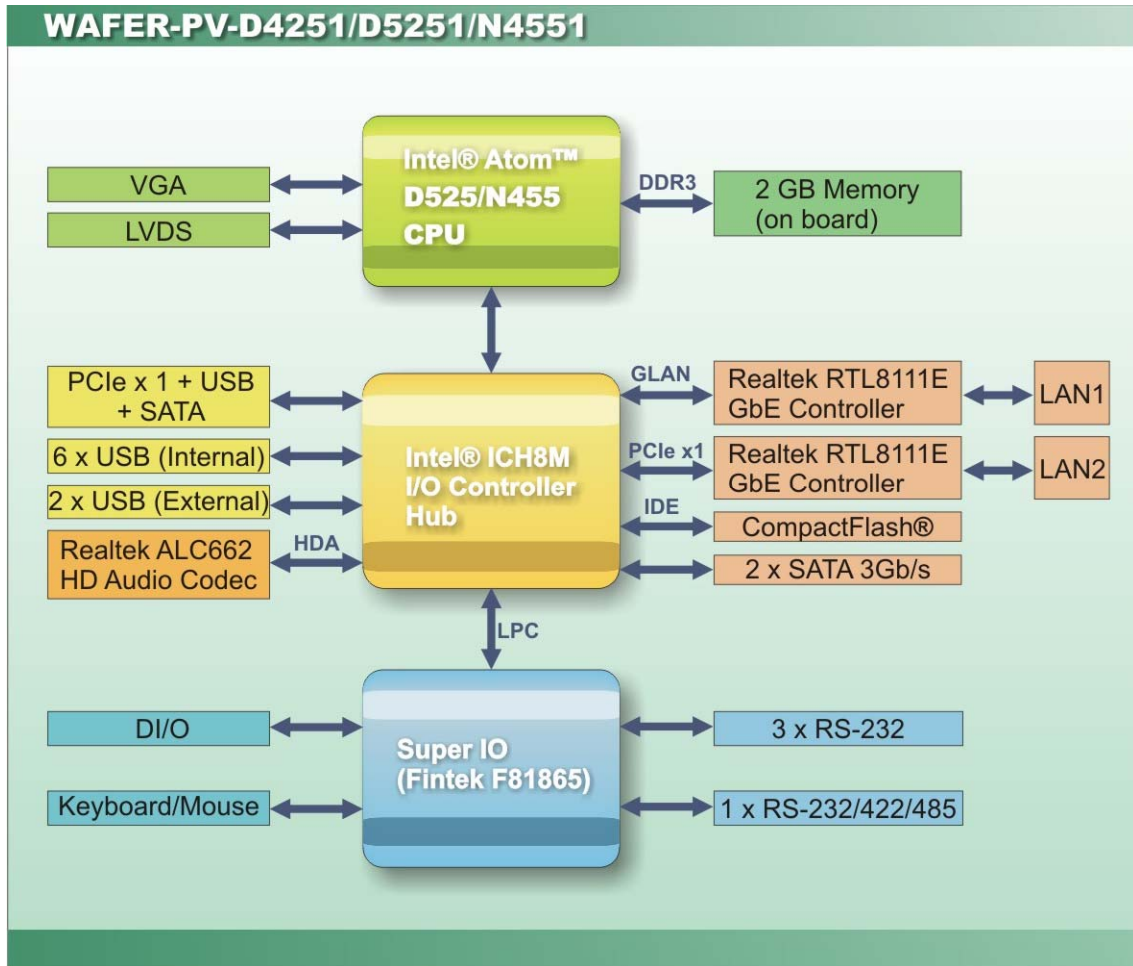 WAFER-PV-D4251/D5251/N4551
Intel® Atom™
D525/N455
CPU
VGA
LVDS
DDR3
2 GB Memory
(on board)
PCIe x 1 + USB
+ SATA
6 x USB (Internal)
2 x USB (External)
Realtek ALC662
HD Audio Codec
HDA
Intel® ICH8M
I/O Controller
Hub
GLAN
Realtek RTL8111E
GbE Controller
LAN1
PCIe x1
Realtek RTL8111E
GbE Controller
LAN2
IDE
CompactFlash®
2 x SATA 3Gb/s
LPC
DI/O
Keyboard/Mouse
Super IO
(Fintek F81865)
3 x RS-232
1 x RS-232/422/485